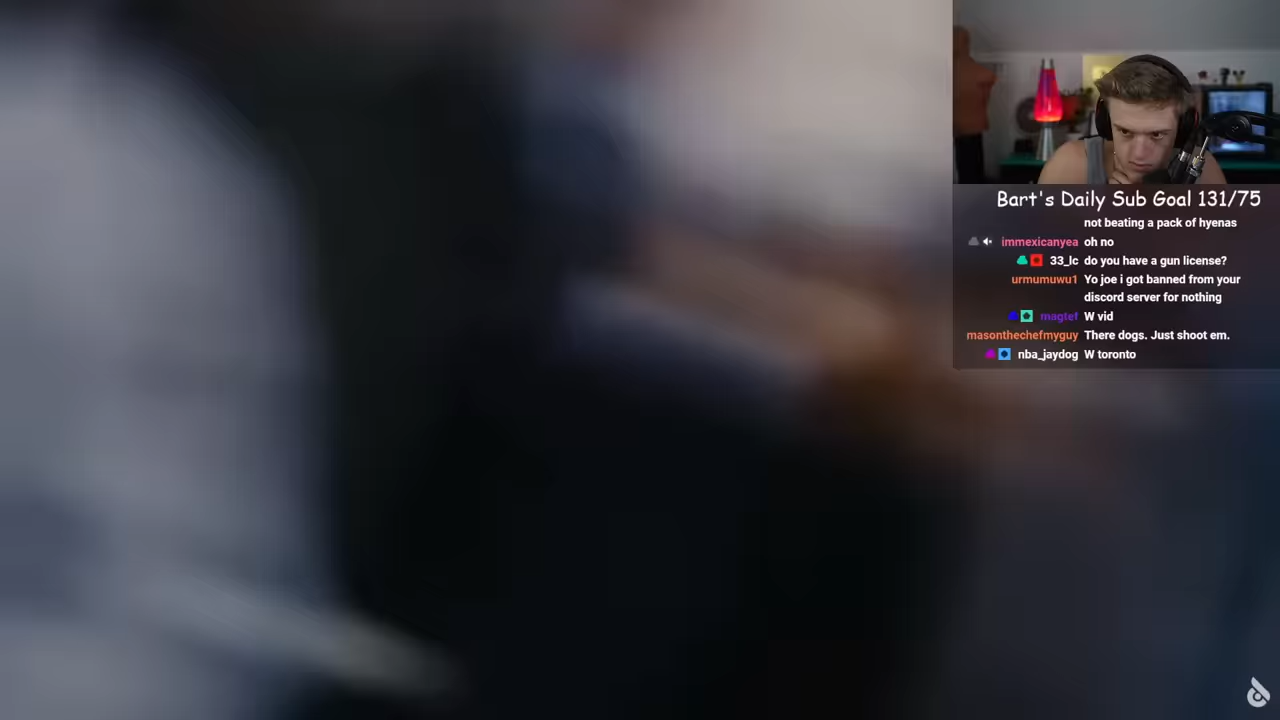 Bart's Daily Sub Goal 131/75
not beating a pack of hyenas
immexicanyea oh no
33_lc do you have a gun license?
urmumuwu1 Yo joe i got banned from your
discord server for nothing
magtef W vid
masonthechefmyguy There dogs. Just shoot em.
nba_jaydog W toronto